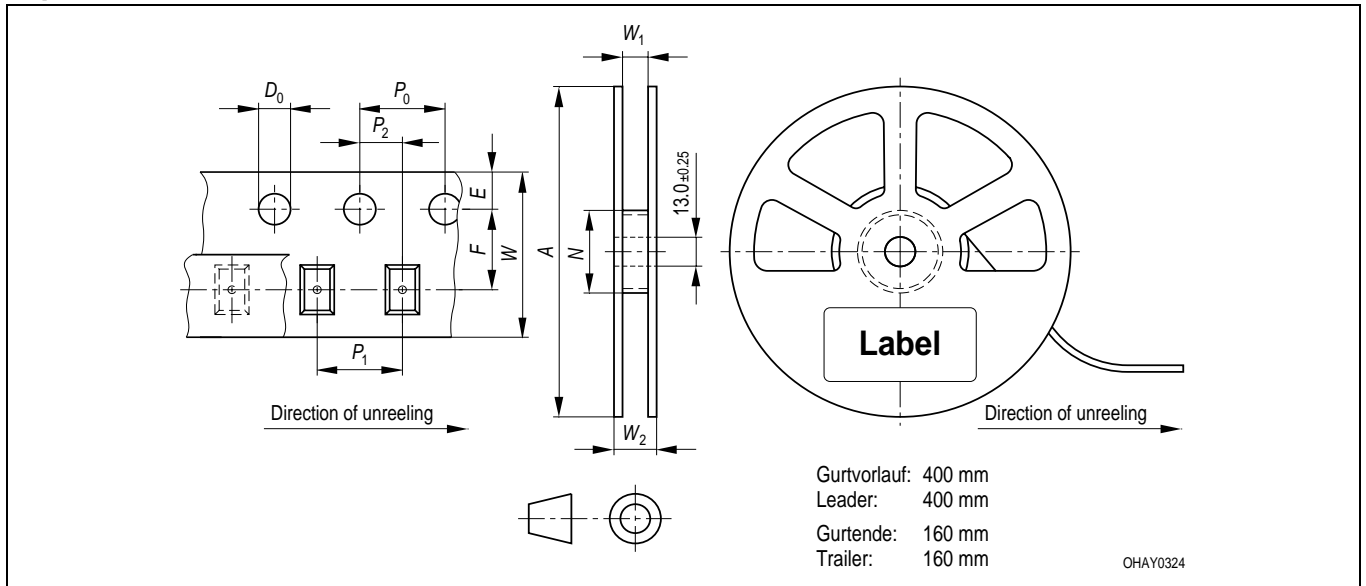 W1
D0
P0
P2
E
F
W
A
N
13.0±0.25
P1
W2
Label
Direction of unreeling
Direction of unreeling
Gurtvorlauf: 400 mm
Leader: 400 mm
Gurtende: 160 mm
Trailer: 160 mm
OHAY0324